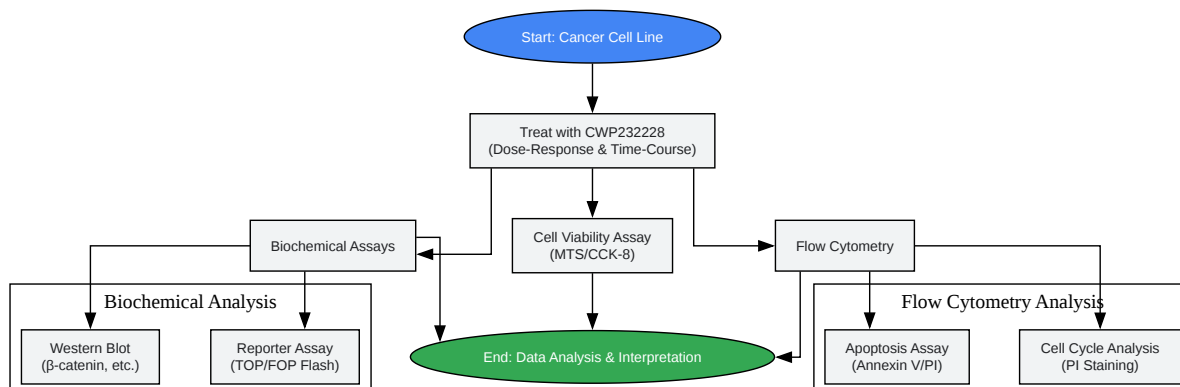 Start: Cancer Cell Line
Treat with CWP232228
(Dose-Response & Time-Course)
Biochemical Assays
Cell Viability Assay
(MTS/CCK-8)
Flow Cytometry
Biochemical Analysis
Flow Cytometry Analysis
Western Blot
(β-catenin, etc.)
Reporter Assay
(TOP/FOP Flash)
End: Data Analysis & Interpretation
Apoptosis Assay
(Annexin V/PI)
Cell Cycle Analysis
(PI Staining)